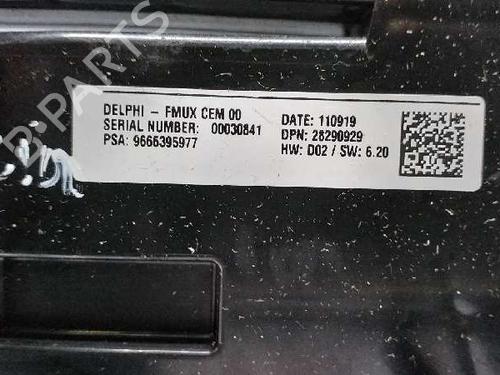 B-PARTS
DELPHI - FMUX CEM 00
SERIAL NUMBER: 00030841
PSA: 9666395977
DATE: 110919
DPN: 28290929
HW: D02 / SW: 6.20